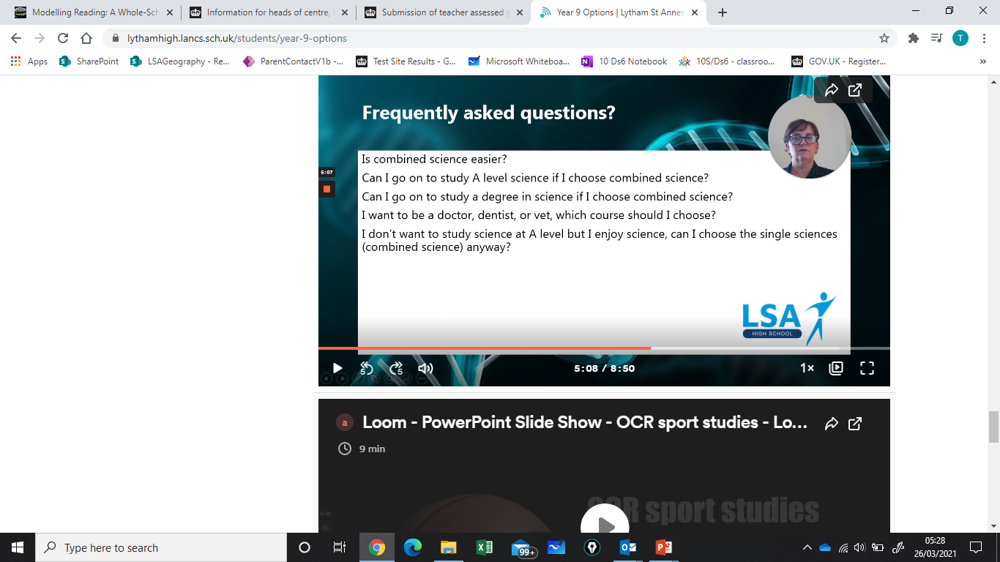 Modelling Reading: A Whole-Sch
Information for heads of centre,
Submission of teacher assessed g
Year 9 Options | Lytham St Annes
T
lythamhigh.lancs.sch.uk/students/year-9-options
Apps
SharePoint
LSAGeography - Re...
ParentContactV1b -...
Test Site Results - G...
Microsoft Whiteboa...
10 Ds6 Notebook
10S/Ds6 - classroo...
GOV.UK - Register...
»
Frequently asked questions?
5:07
Is combined science easier?
Can I go on to study A level science if I choose combined science?
Can I go on to study a degree in science if I choose combined science?
I want to be a doctor, dentist, or vet, which course should I choose?
I don't want to study science at A level but I enjoy science, can I choose the single sciences
(combined science) anyway?
LSA
HIGH SCHOOL
5
5
5:08 / 8:50
1×
a
Loom - PowerPoint Slide Show - OCR sport studies - Lo...
9 min
OCR sport studies
Type here to search
99+
05:28
26/03/2021